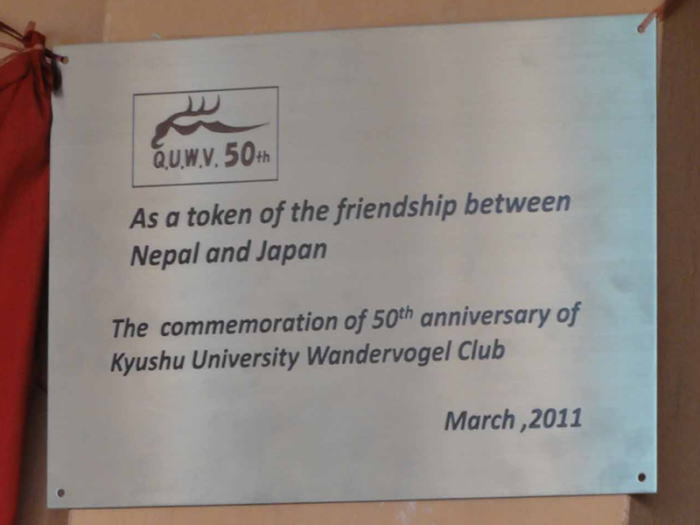 Q.U.W.V. 50th
As a token of the friendship between
Nepal and Japan
The commemoration of 50th anniversary of
Kyushu University Wandervogel Club
March ,2011